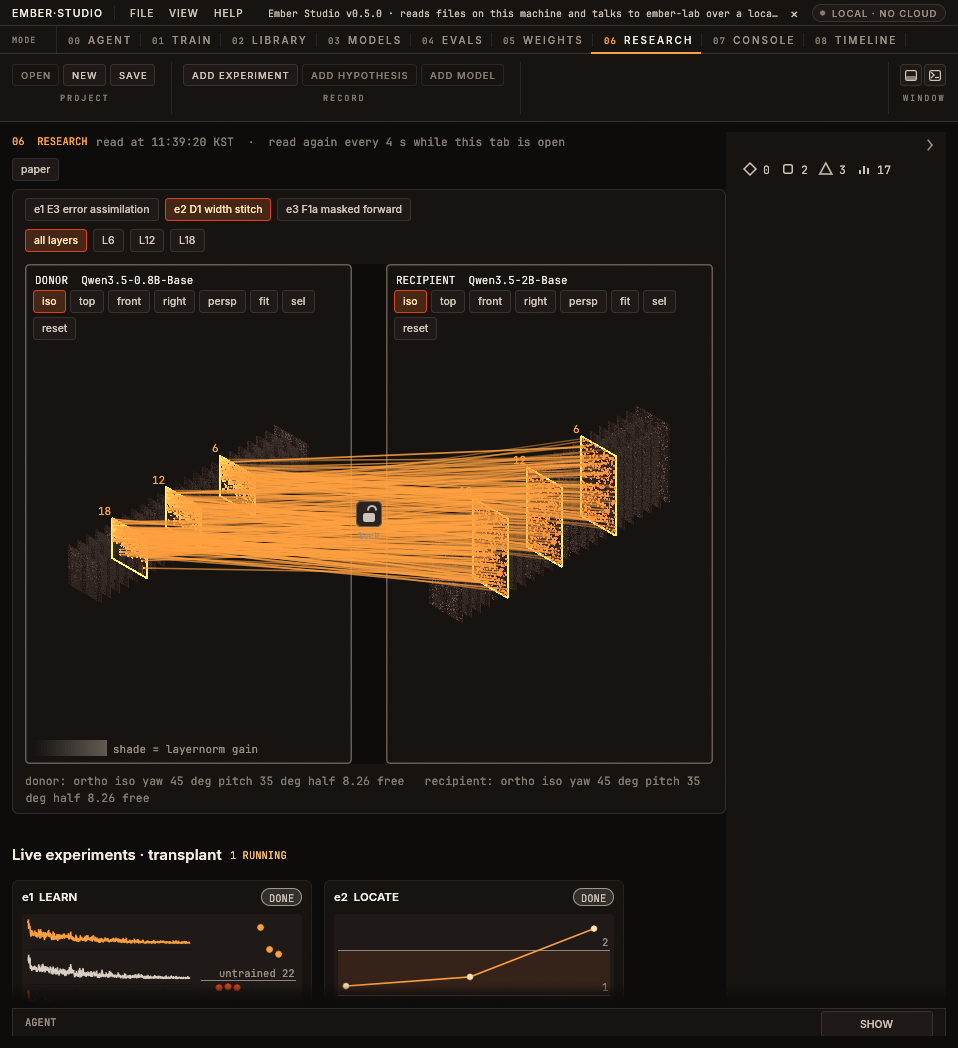 EMBER·STUDIO FILE VIEW HELP Ember Studio v0.5.0 · reads files on this machine and talks to ember-lab over a loca… × LOCAL · NO CLOUD
MODE 00 AGENT 01 TRAIN 02 LIBRARY 03 MODELS 04 EVALS 05 WEIGHTS 06 RESEARCH 07 CONSOLE 08 TIMELINE
OPEN NEW SAVE ADD EXPERIMENT ADD HYPOTHESIS ADD MODEL
PROJECT RECORD WINDOW
06 RESEARCH read at 11:39:20 KST · read again every 4 s while this tab is open
paper
0 2 3 17
e1 E3 error assimilation e2 D1 width stitch e3 F1a masked forward
all layers L6 L12 L18
DONOR Qwen3.5-0.8B-Base
iso top front right persp fit sel
reset
RECIPIENT Qwen3.5-2B-Base
iso top front right persp fit sel
reset
6
12
18
6
shade = layernorm gain
donor: ortho iso yaw 45 deg pitch 35 deg half 8.26 free recipient: ortho iso yaw 45 deg pitch 35
deg half 8.26 free
Live experiments · transplant 1 RUNNING
e1 LEARN DONE
untrained 22
e2 LOCATE DONE
2
1
AGENT SHOW